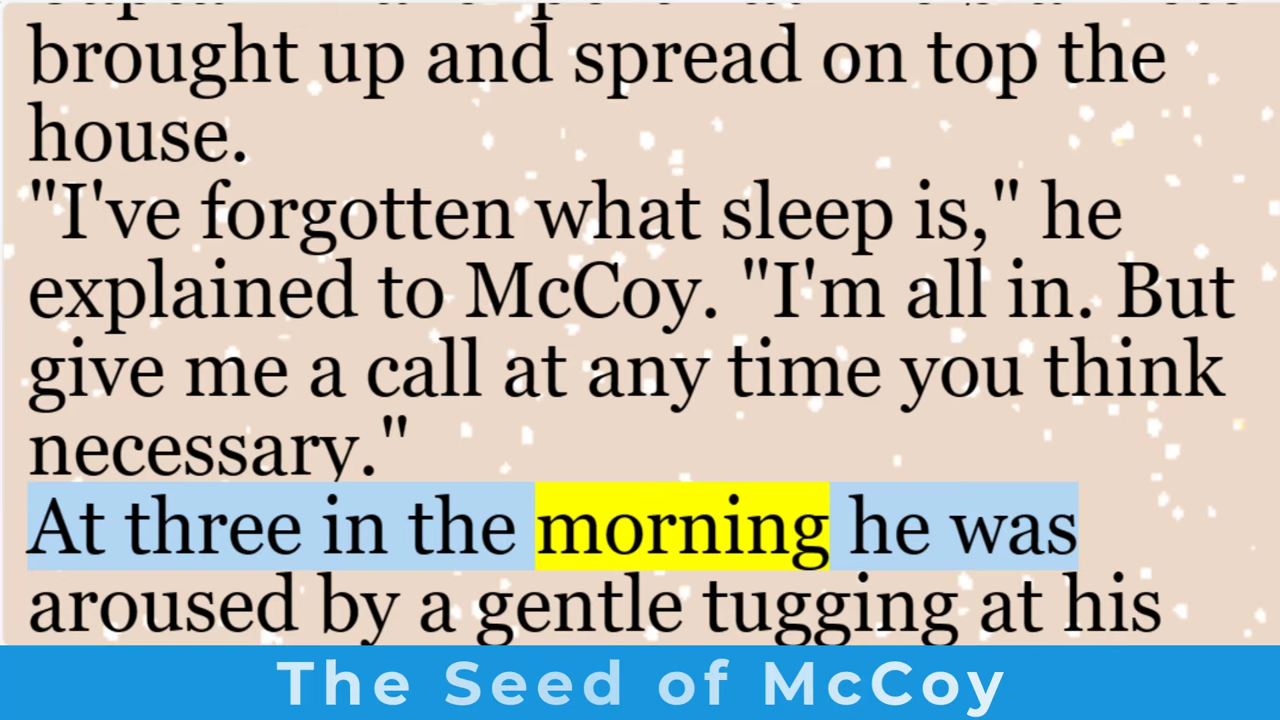 brought up and spread on top the
house.
"I've forgotten what sleep is," he
explained to McCoy. "I'm all in. But
give me a call at any time you think
necessary."
At three in the morning he was
aroused by a gentle tugging at his
The Seed of McCoy